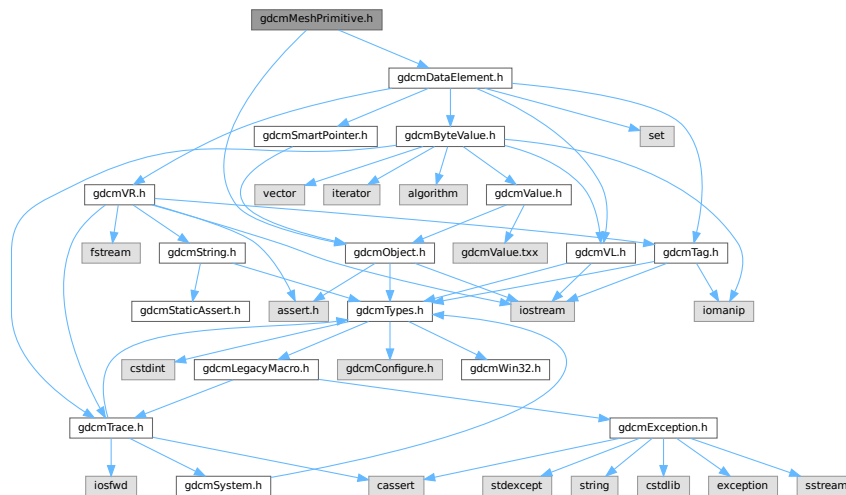 gdcmMeshPrimitive.h
gdcmDataElement.h
gdcmSmartPointer.h
gdcmByteValue.h
set
gdcmVR.h
vector
iterator
algorithm
gdcmValue.h
fstream
gdcmString.h
gdcmObject.h
gdcmValue.txx
gdcmVL.h
gdcmTag.h
gdcmStaticAssert.h
assert.h
gdcmTypes.h
iostream
iomanip
cstdint
gdcmLegacyMacro.h
gdcmConfigure.h
gdcmWin32.h
gdcmTrace.h
gdcmException.h
iosfwd
gdcmSystem.h
cassert
stdexcept
string
cstdlib
exception
sstream